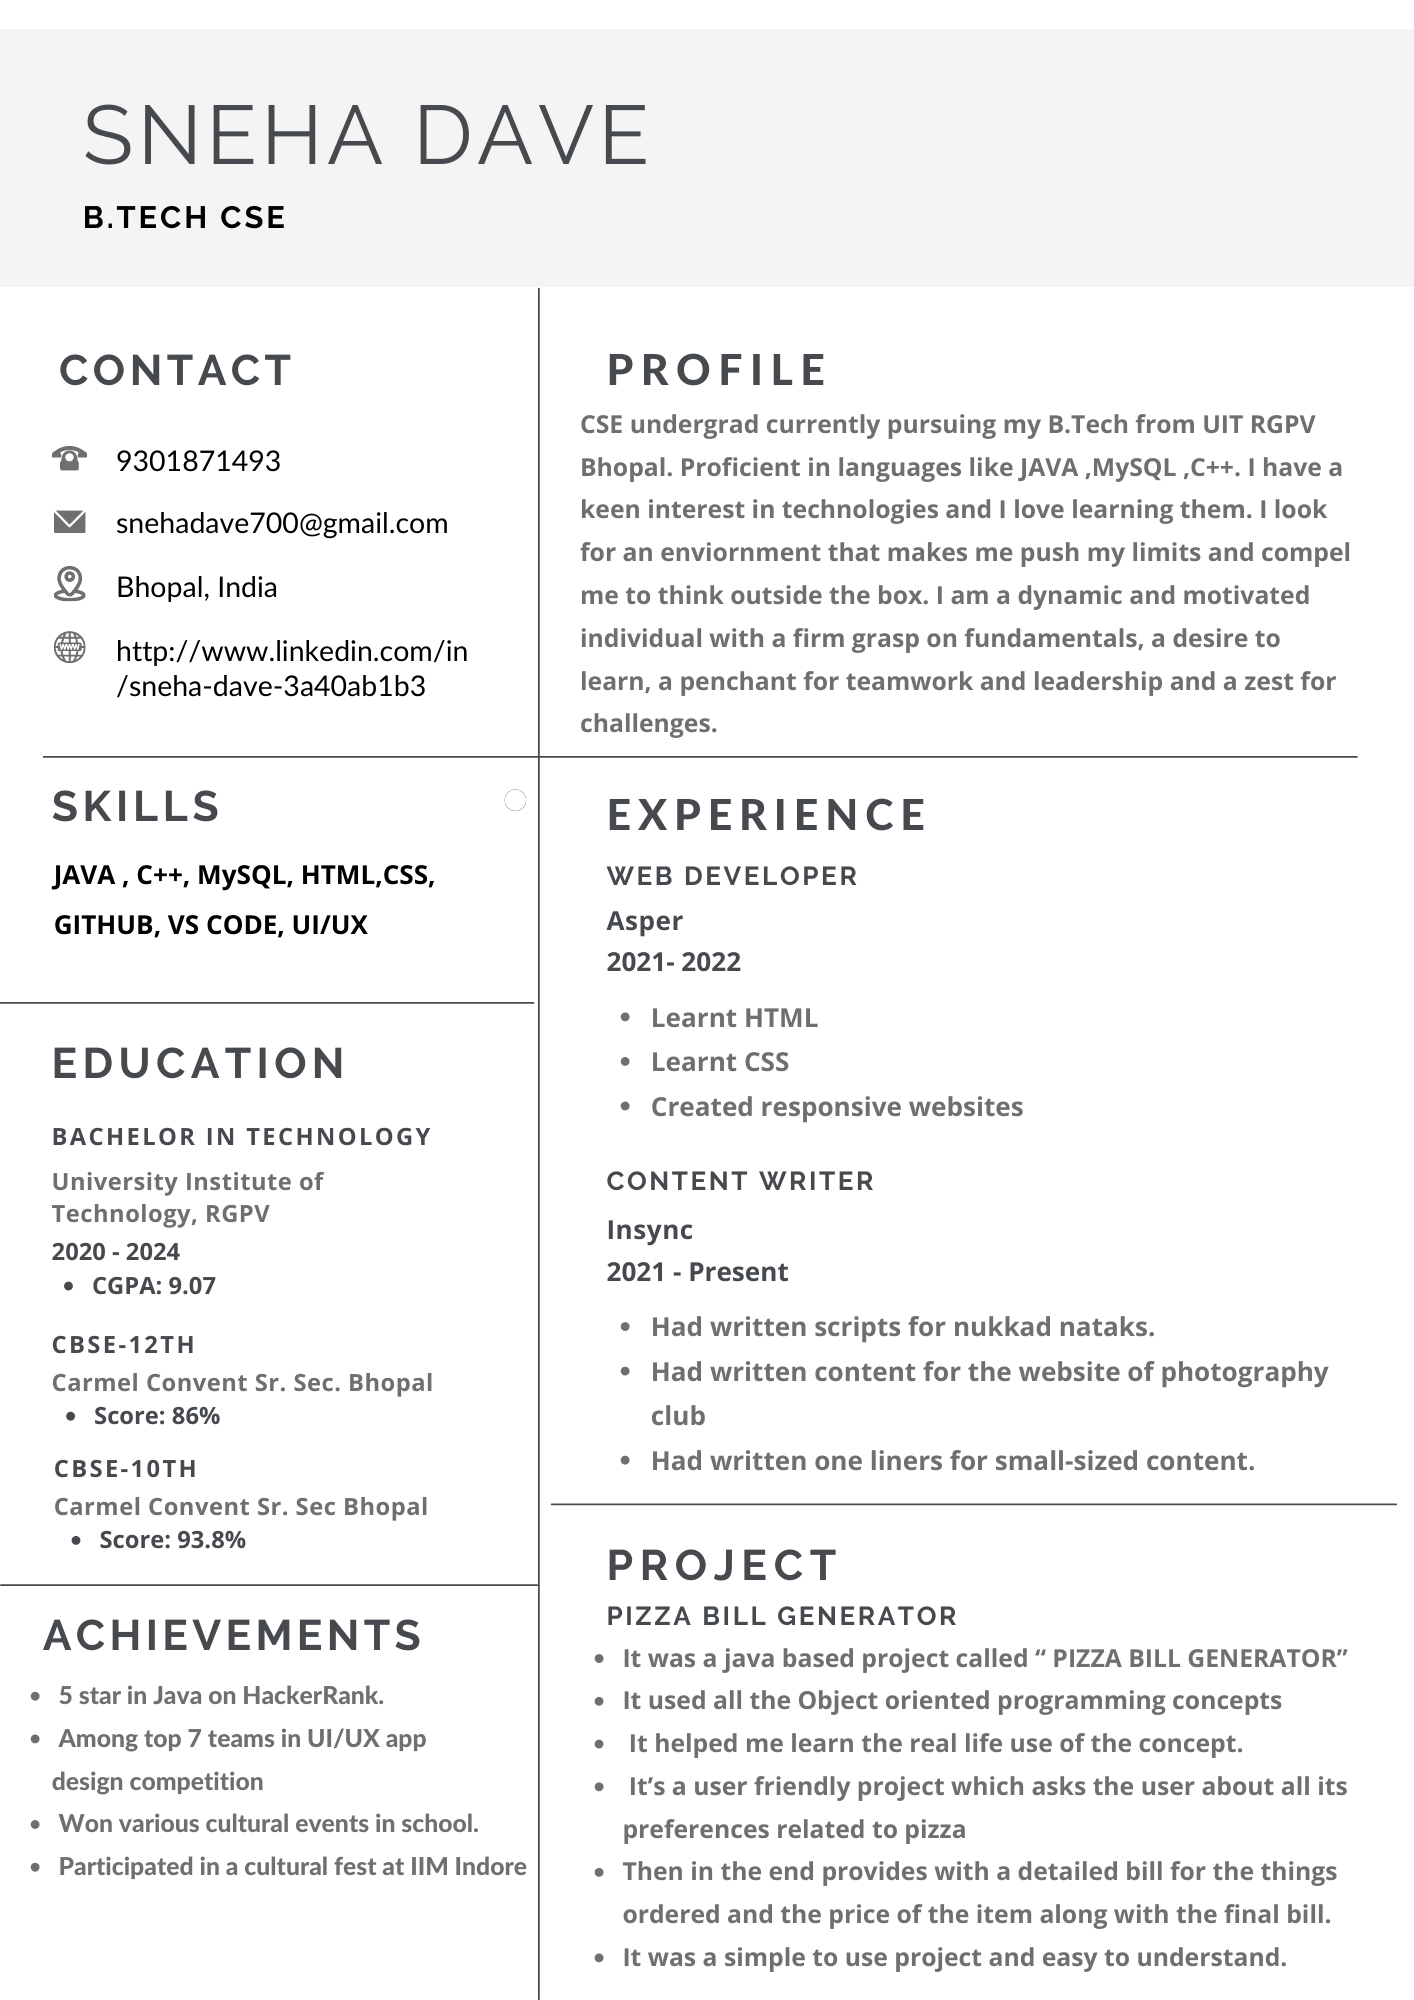 SNEHA DAVE
B.TECH CSE
CONTACT
9301871493
snehadave700@gmail.com
Bhopal, India
http://www.linkedin.com/in
/sneha-dave-3a40ab1b3
PROFILE
CSE undergrad currently pursuing my B.Tech from UIT RGPV
Bhopal. Proficient in languages like JAVA ,MySQL ,C++. I have a
keen interest in technologies and I love learning them. I look
for an enviornment that makes me push my limits and compel
me to think outside the box. I am a dynamic and motivated
individual with a firm grasp on fundamentals, a desire to
learn, a penchant for teamwork and leadership and a zest for
challenges.
SKILLS
JAVA , C++, MySQL, HTML,CSS,
GITHUB, VS CODE, UI/UX
EDUCATION
BACHELOR IN TECHNOLOGY
University Institute of
Technology, RGPV
2020 - 2024
• CGPA: 9.07
CBSE-12TH
Carmel Convent Sr. Sec. Bhopal
• Score: 86%
CBSE-10TH
Carmel Convent Sr. Sec Bhopal
• Score: 93.8%
ACHIEVEMENTS
• 5 star in Java on HackerRank.
• Among top 7 teams in UI/UX app
design competition
• Won various cultural events in school.
• Participated in a cultural fest at IIM Indore
EXPERIENCE
WEB DEVELOPER
Asper
2021- 2022
• Learnt HTML
• Learnt CSS
• Created responsive websites
CONTENT WRITER
Insync
2021 - Present
• Had written scripts for nukkad nataks.
• Had written content for the website of photography
club
• Had written one liners for small-sized content.
PROJECT
PIZZA BILL GENERATOR
• It was a java based project called “ PIZZA BILL GENERATOR”
• It used all the Object oriented programming concepts
• It helped me learn the real life use of the concept.
• It’s a user friendly project which asks the user about all its
preferences related to pizza
• Then in the end provides with a detailed bill for the things
ordered and the price of the item along with the final bill.
• It was a simple to use project and easy to understand.